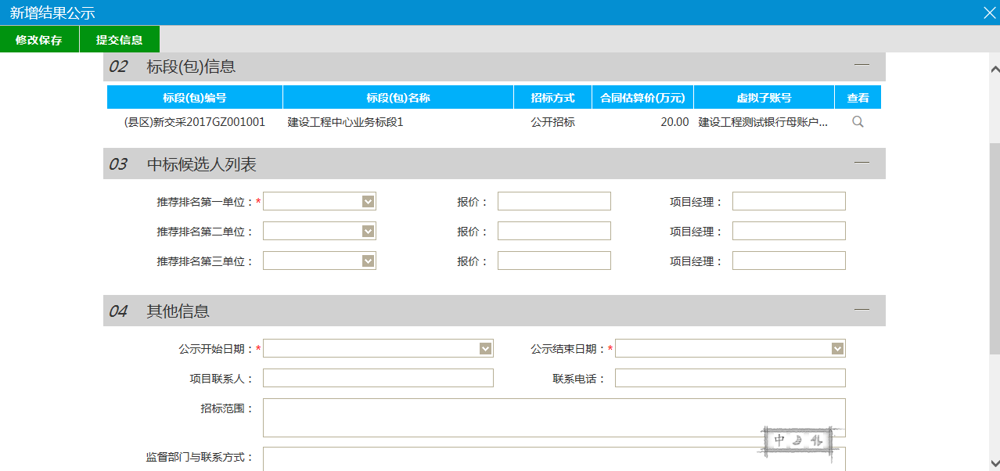 新增结果公示
修改保存 提交信息
02 标段(包)信息
标段(包)编号 标段(包)名称 招标方式 合同估算价(万元) 虚拟子账号 查看
(县区)新交采2017GZ001001 建设工程中心业务标段1 公开招标 20.00 建设工程测试银行母账户...
03 中标候选人列表
推荐排名第一单位：* 报价： 项目经理：
推荐排名第二单位： 报价： 项目经理：
推荐排名第三单位： 报价： 项目经理：
04 其他信息
公示开始日期：* 公示结束日期：*
项目联系人： 联系电话：
招标范围：
中
监督部门与联系方式：